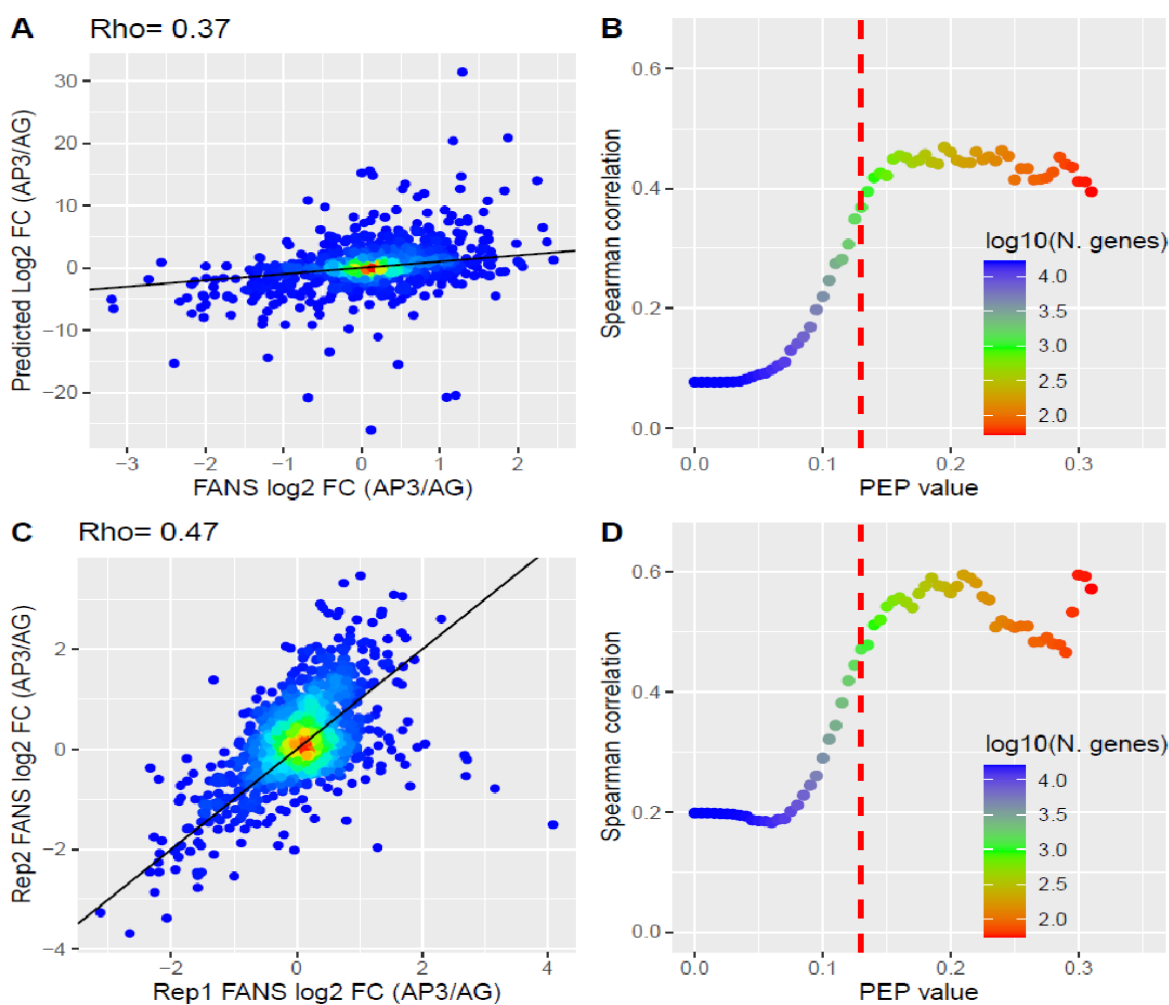 A Rho= 0.37
Predicted Log2 FC (AP3/AG)
30
20
10
0
−10
−20
−3 −2 −1 0 1 2
FANS log2 FC (AP3/AG)
B
Spearman correlation
0.6
0.4
0.2
0.0
log10(N. genes)
4.0
3.5
3.0
2.5
2.0
0.0 0.1 0.2 0.3
PEP value
C Rho= 0.47
Rep2 FANS log2 FC (AP3/AG)
2
0
−2
−4
−2 0 2 4
Rep1 FANS log2 FC (AP3/AG)
D
Spearman correlation
0.6
0.4
0.2
0.0
log10(N. genes)
4.0
3.5
3.0
2.5
2.0
0.0 0.1 0.2 0.3
PEP value